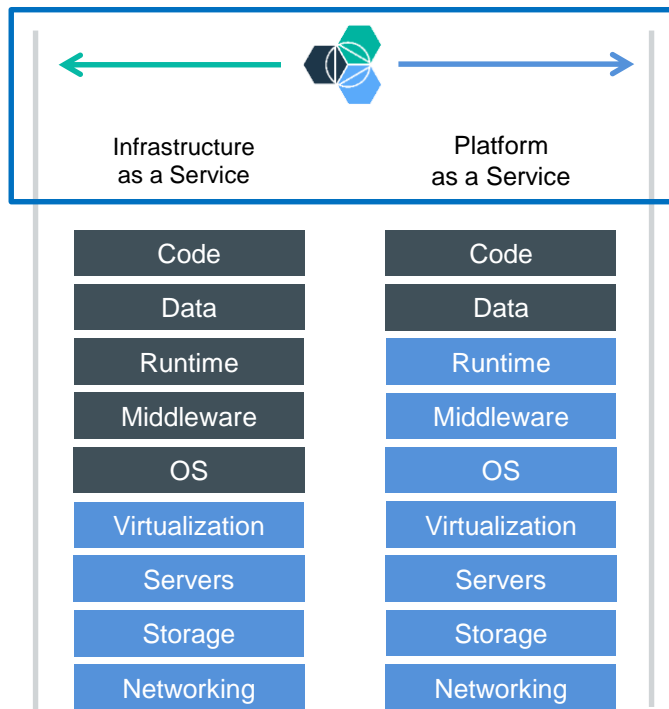 Infrastructure
as a Service
Platform
as a Service
Code
Data
Runtime
Middleware
OS
Virtualization
Servers
Storage
Networking
Code
Data
Runtime
Middleware
OS
Virtualization
Servers
Storage
Networking